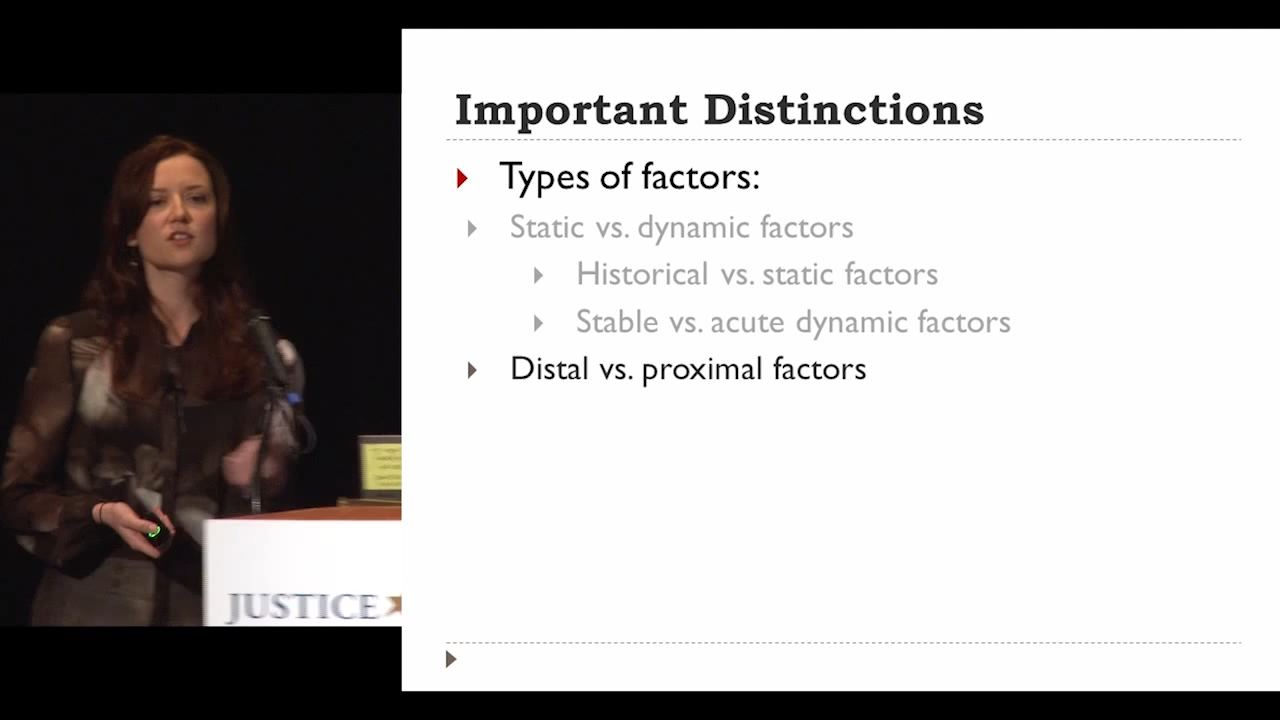 Important Distinctions
Types of factors:
Static vs. dynamic factors
Historical vs. static factors
Stable vs. acute dynamic factors
Distal vs. proximal factors
JUSTICE